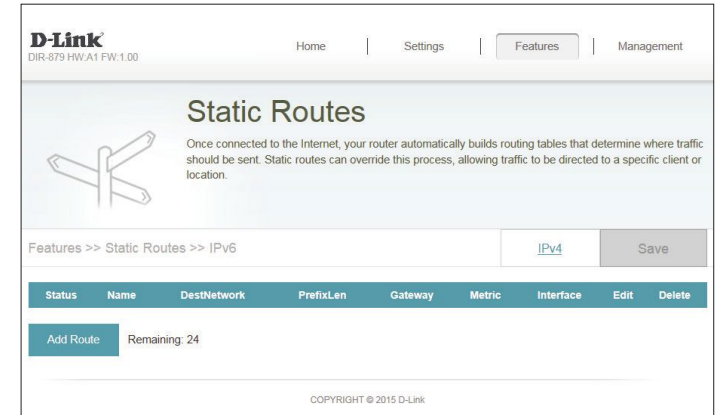 D-Link
DIR-879 HW:A1 FW:1.00
Home
Settings
Features
Management
Static Routes
Once connected to the Internet, your router automatically builds routing tables that determine where traffic
should be sent. Static routes can override this process, allowing traffic to be directed to a specific client or
location.
Features >> Static Routes >> IPv6
IPv4
Save
Status Name DestNetwork PrefixLen Gateway Metric Interface Edit Delete
Add Route
Remaining: 24
COPYRIGHT © 2015 D-Link